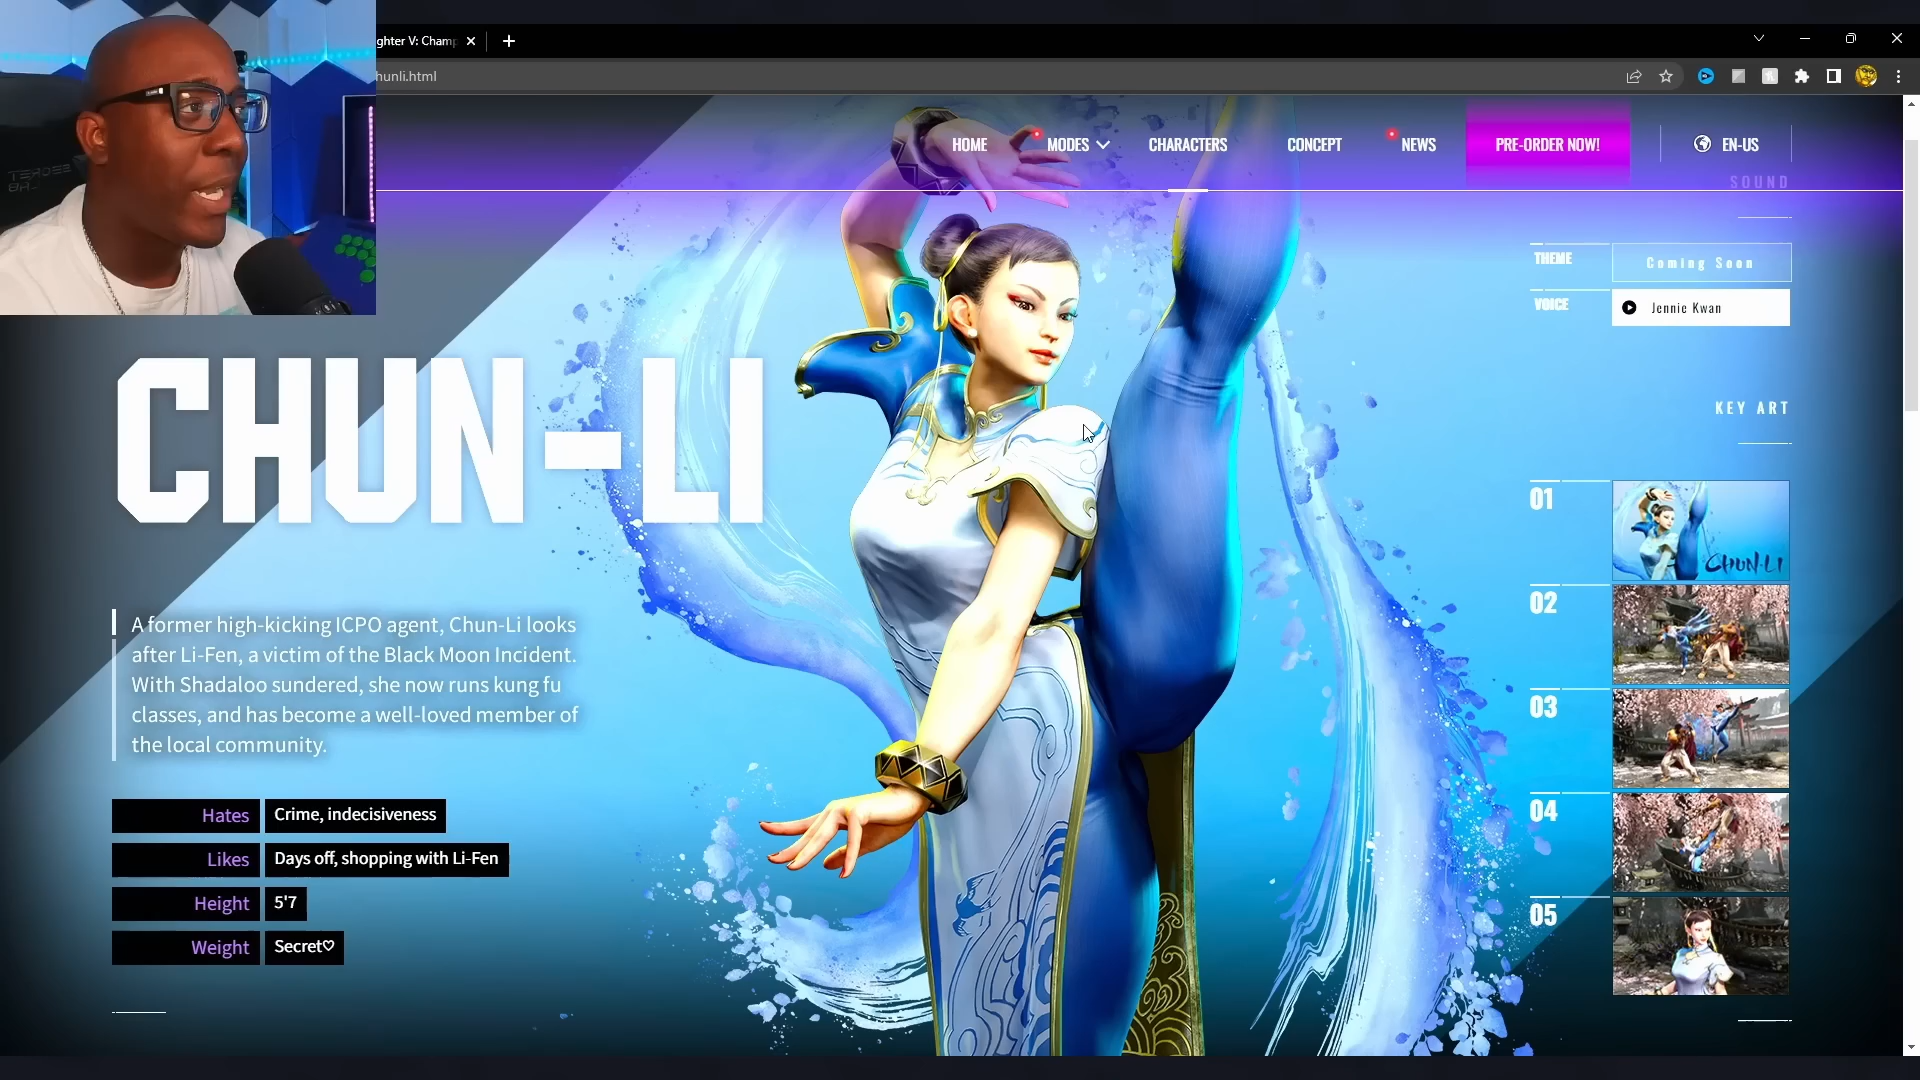 ghter V: Champ
hunli.html
HOME
MODES
CHARACTERS
CONCEPT
NEWS
PRE-ORDER NOW!
EN-US
SOUND
THEME
Coming Soon
VOICE
Jennie Kwan
CHUN-LI
KEY ART
01
CHUN-LI
02
03
04
05
A former high-kicking ICPO agent, Chun-Li looks
after Li-Fen, a victim of the Black Moon Incident.
With Shadaloo sundered, she now runs kung fu
classes, and has become a well-loved member of
the local community.
Hates Crime, indecisiveness
Likes Days off, shopping with Li-Fen
Height 5'7
Weight Secret♡